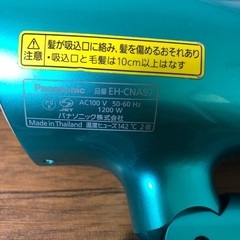 髪が吸込口に絡み、髪を傷めるおそれあり
注意
・吸込口と毛髪は10cm以上はなす
Panasonic 品番 EH-CNA97
JET
AC100 V 50-60 Hz
1200 W
パナソニック株式会社
Made in Thailand 温度ヒューズ142℃ 2個